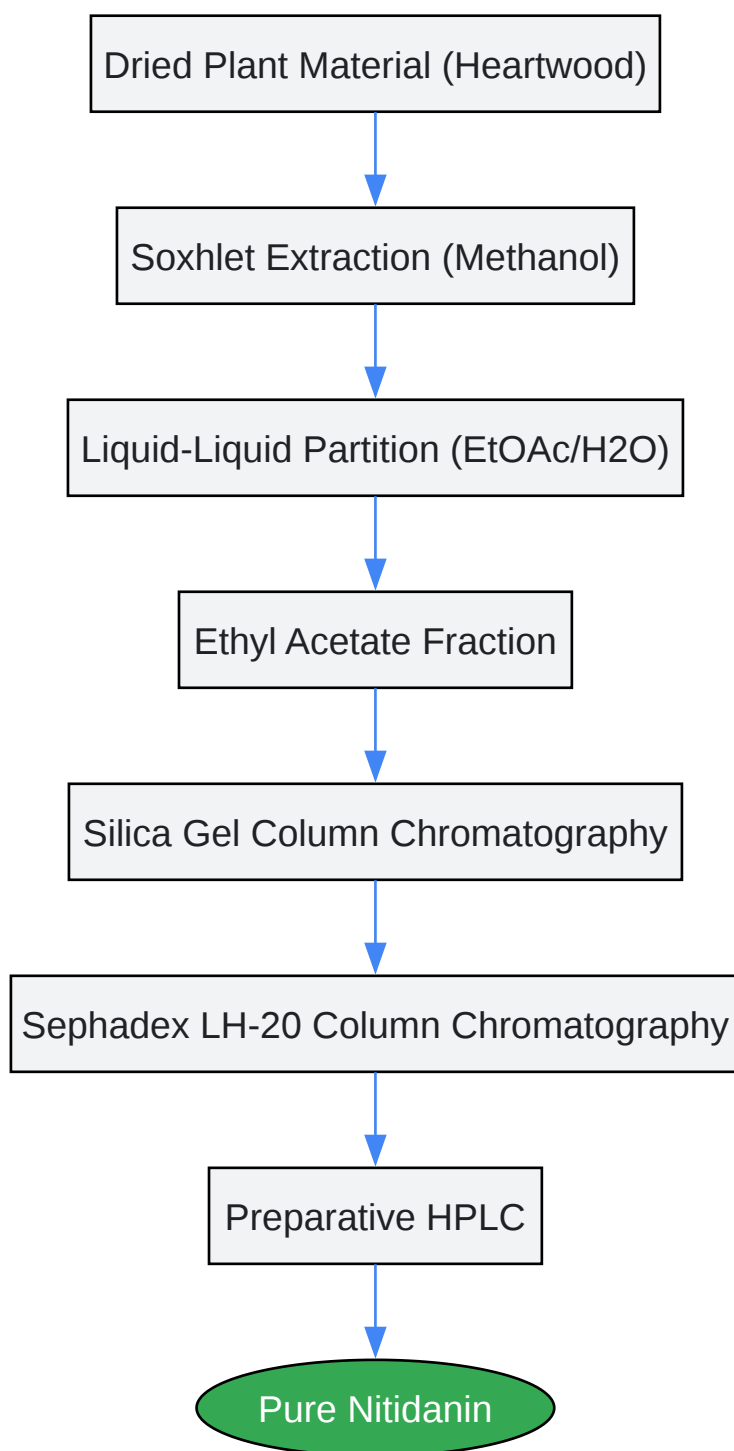 Dried Plant Material (Heartwood)
Soxhlet Extraction (Methanol)
Liquid-Liquid Partition (EtOAc/H2O)
Ethyl Acetate Fraction
Silica Gel Column Chromatography
Sephadex LH-20 Column Chromatography
Preparative HPLC
Pure Nitidanin